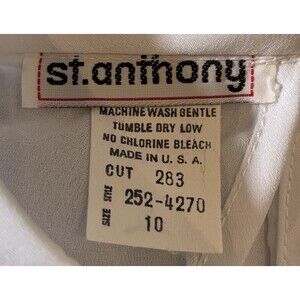 st.anthony
MACHINE WASH GENTLE
TUMBLE DRY LOW
NO CHLORINE BLEACH
MADE IN U.S.A.
CUT 283
STYLE 252-4270
SIZE 10